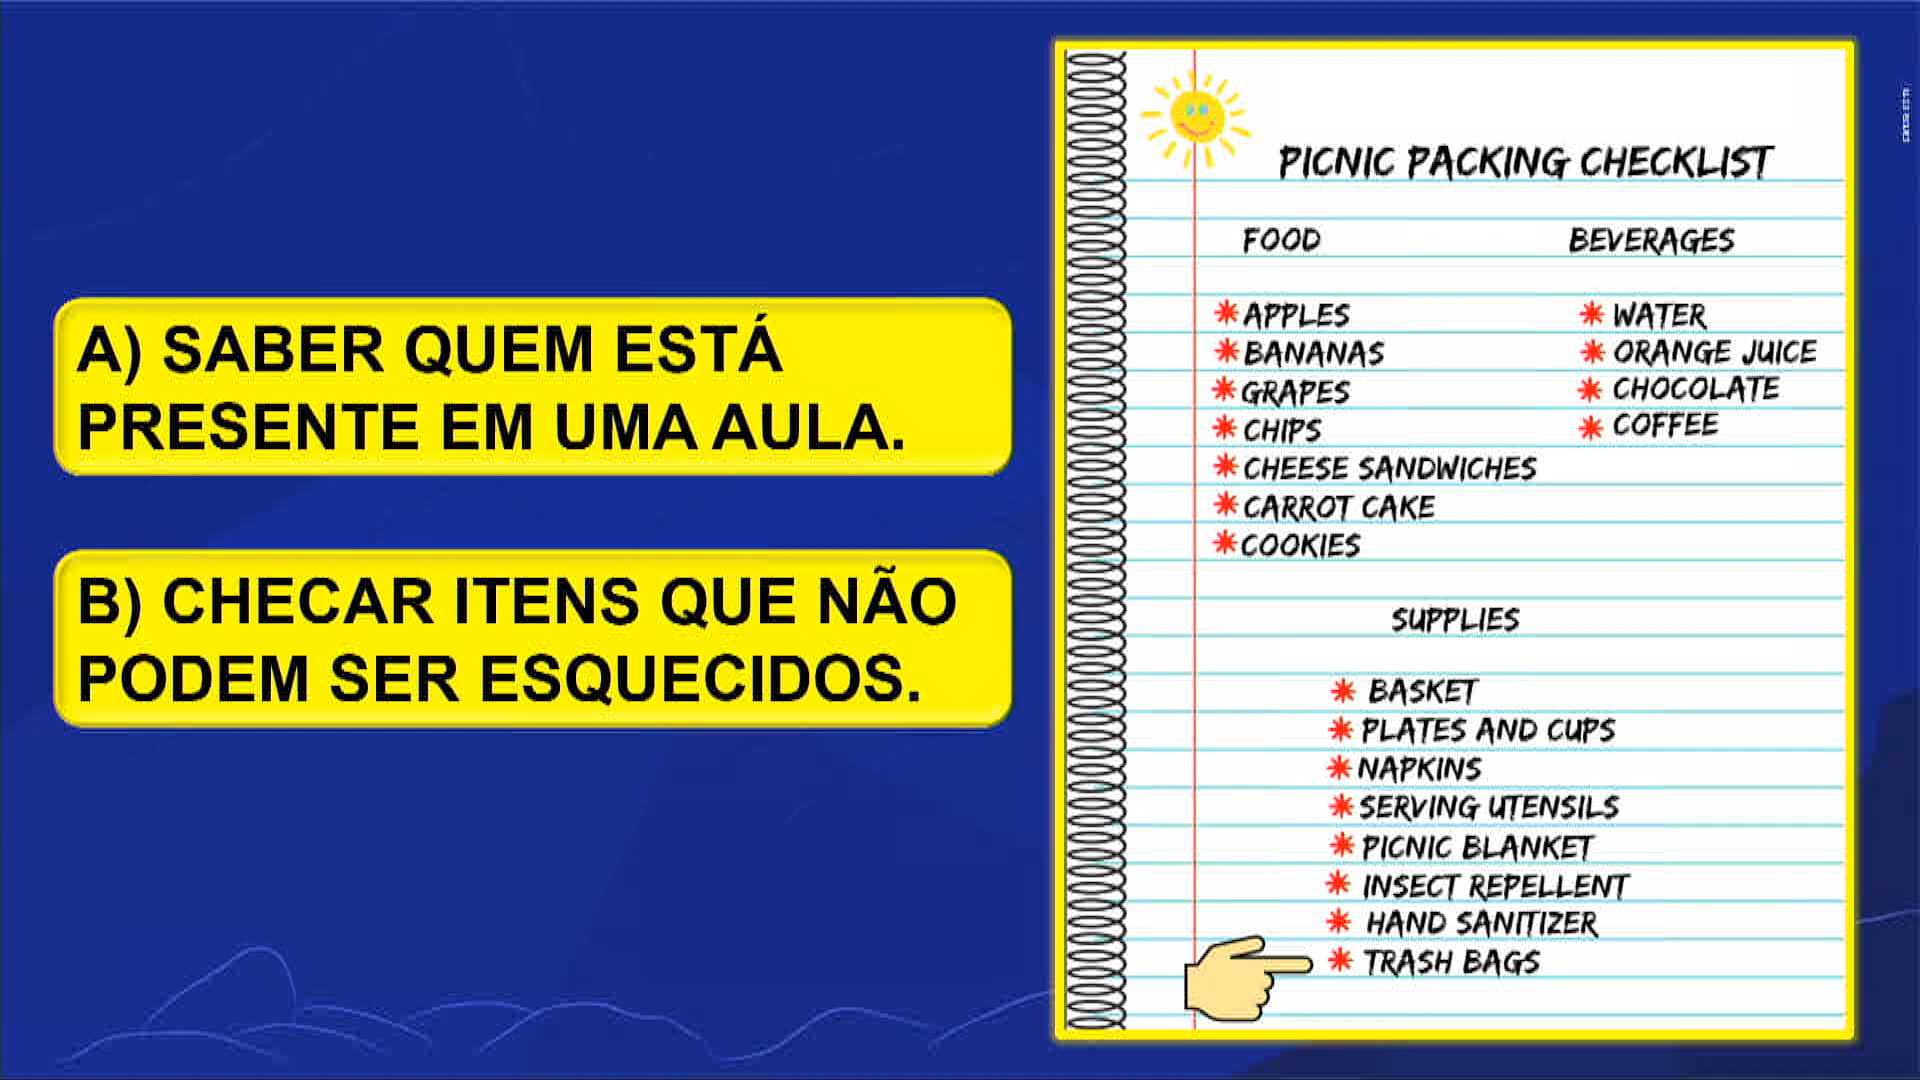 A) SABER QUEM ESTÁ
PRESENTE EM UMA AULA.
B) CHECAR ITENS QUE NÃO
PODEM SER ESQUECIDOS.
PICNIC PACKING CHECKLIST
FOOD
APPLES
BANANAS
GRAPES
CHIPS
CHEESE SANDWICHES
CARROT CAKE
COOKIES
BEVERAGES
WATER
ORANGE JUICE
CHOCOLATE
COFFEE
SUPPLIES
BASKET
PLATES AND CUPS
NAPKINS
SERVING UTENSILS
PICNIC BLANKET
INSECT REPELLENT
HAND SANITIZER
TRASH BAGS